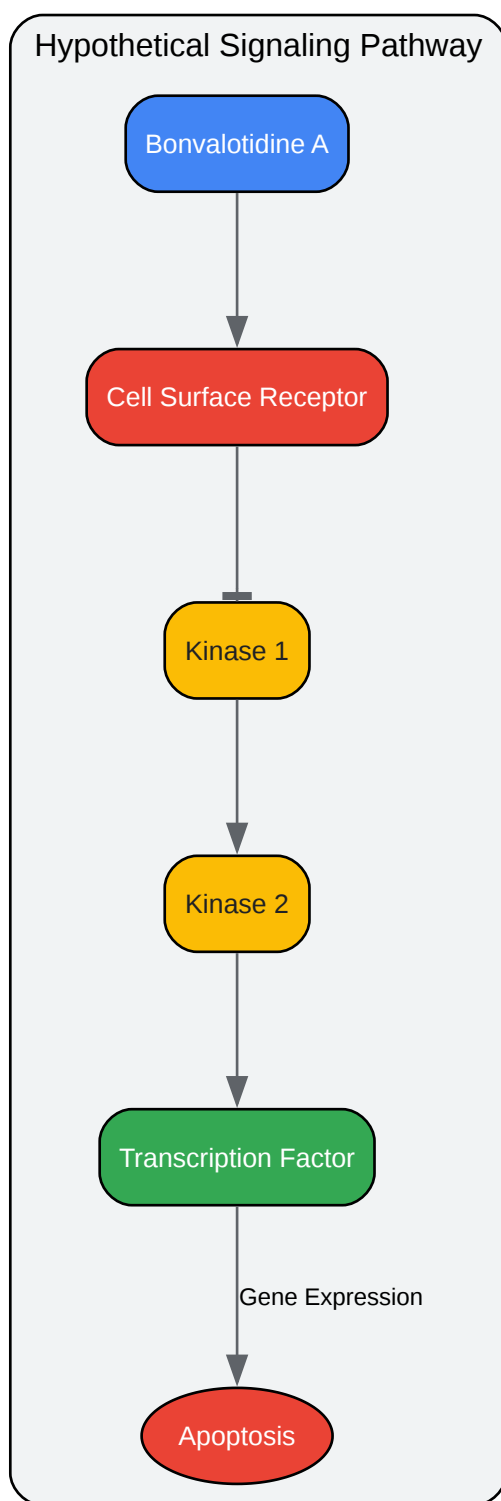 Hypothetical Signaling Pathway
Bonvalotidine A
Cell Surface Receptor
Kinase 1
Kinase 2
Transcription Factor
Gene Expression
Apoptosis